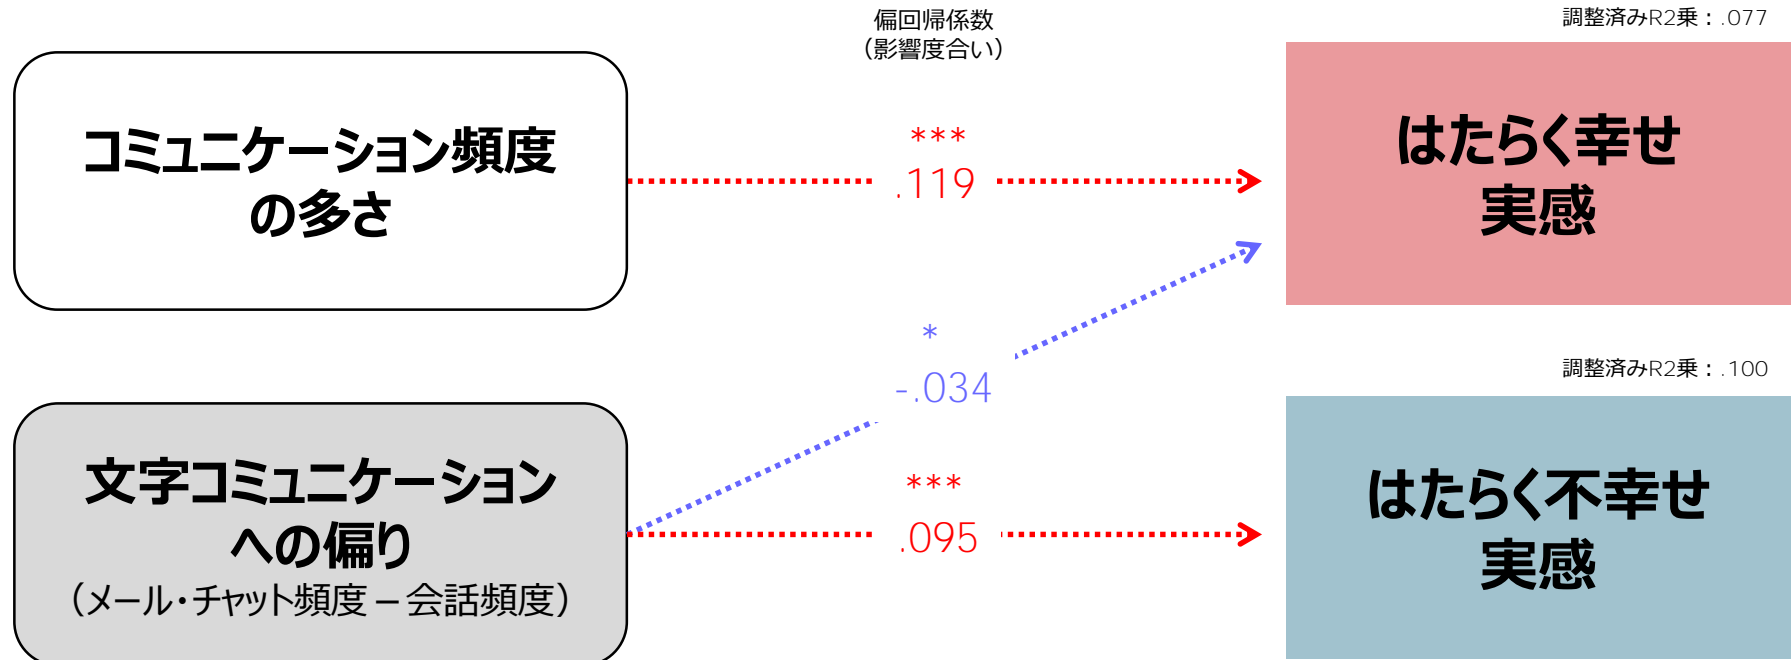 偏回帰係数
（影響度合い）
調整済みR2乗：.077
コミュニケーション頻度
の多さ
***
.119
はたらく幸せ
実感
*
-.034
調整済みR2乗：.100
文字コミュニケーション
への偏り
（メール・チャット頻度 – 会話頻度）
***
.095
はたらく不幸せ
実感